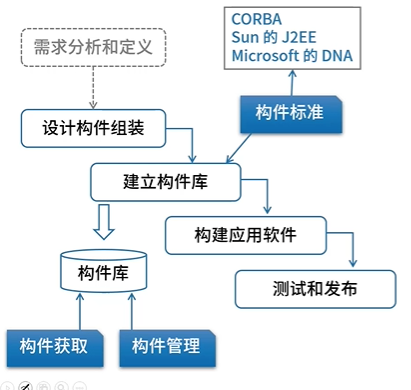 需求分析和定义
CORBA
Sun 的 J2EE
Microsoft 的 DNA
设计构件组装
构件标准
建立构件库
构建应用软件
构件库
测试和发布
构件获取
构件管理